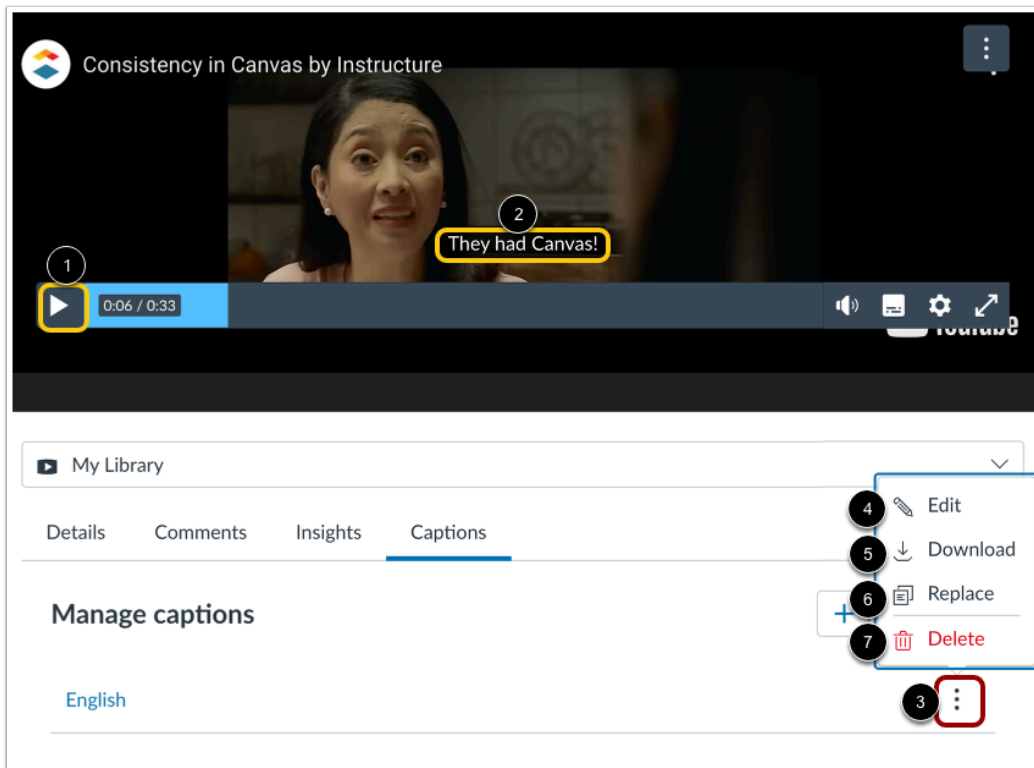 Consistency in Canvas by Instructure
2
They had Canvas!
1
0:06 / 0:33
YouTube
My Library
4 Edit
Details Comments Insights Captions
5 Download
6 Replace
Manage captions
+
7 Delete
English
3